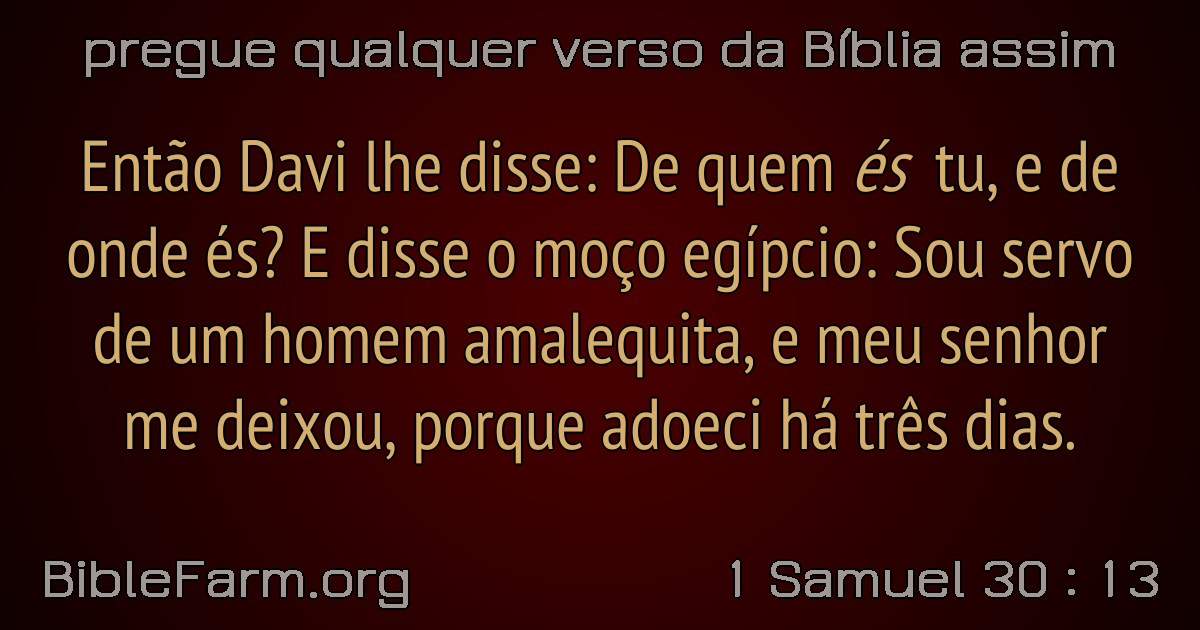 pregue qualquer verso da Bíblia assim
Então Davi lhe disse: De quem és tu, e de
onde és? E disse o moço egípcio: Sou servo
de um homem amalequita, e meu senhor
me deixou, porque adoeci há três dias.
BibleFarm.org
1 Samuel 30 : 13